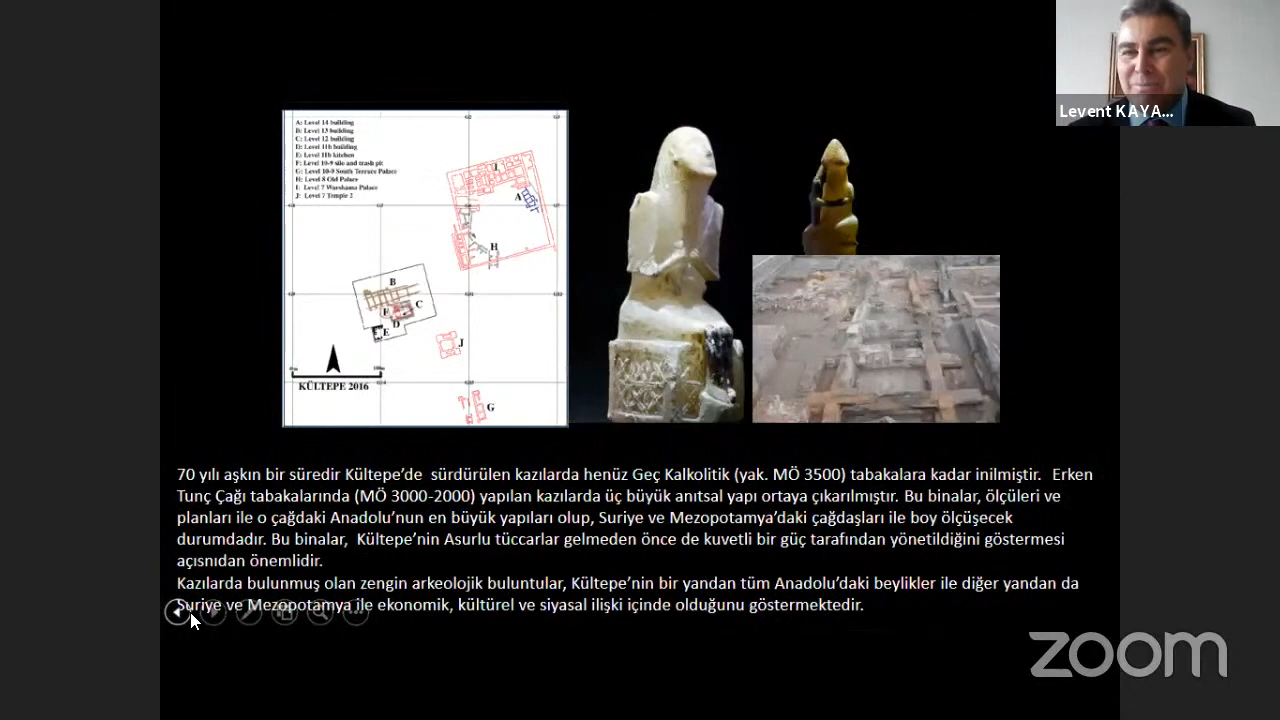 Levent KAYA...
A: Level 14 building
B: Level 13 building
C: Level 12 building
D: Level 11b building
E: Level 11b kitchen
F: Level 10-9 silo and trash pit
G: Level 10-9 South Terrace Palace
H: Level 8 Old Palace
I: Level 7 Warshama Palace
J: Level 7 Temple 2
I
A
H
B
C
F
D
E
J
KÜLTEPE 2016
G
70 yılı aşkın bir süredir Kültepe’de sürdürülen kazılarda henüz Geç Kalkolitik (yak. MÖ 3500) tabakalara kadar inilmiştir. Erken
Tunç Çağı tabakalarında (MÖ 3000-2000) yapılan kazılarda üç büyük anıtsal yapı ortaya çıkarılmıştır. Bu binalar, ölçüleri ve
planları ile o çağdaki Anadolu’nun en büyük yapıları olup, Suriye ve Mezopotamya’daki çağdaşları ile boy ölçüşecek
durumdadır. Bu binalar, Kültepe’nin Asurlu tüccarlar gelmeden önce de kuvetli bir güç tarafından yönetildiğini göstermesi
açısnıdan önemlidir.
Kazılarda bulunmuş olan zengin arkeolojik buluntular, Kültepe’nin bir yandan tüm Anadolu’daki beylikler ile diğer yandan da
Suriye ve Mezopotamya ile ekonomik, kültürel ve siyasal ilişki içinde olduğunu göstermektedir.
zoom